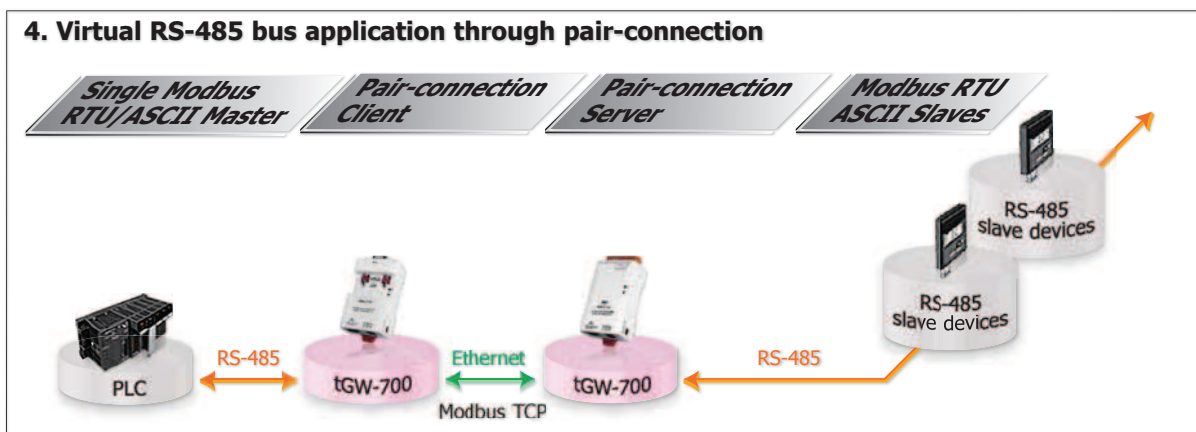 4. Virtual RS-485 bus application through pair-connection
Single Modbus
RTU/ASCII Master
Pair-connection
Client
Pair-connection
Server
Modbus RTU
ASCII Slaves
RS-485
slave devices
RS-485
slave devices
PLC
RS-485
tGW-700
Ethernet
Modbus TCP
tGW-700
RS-485